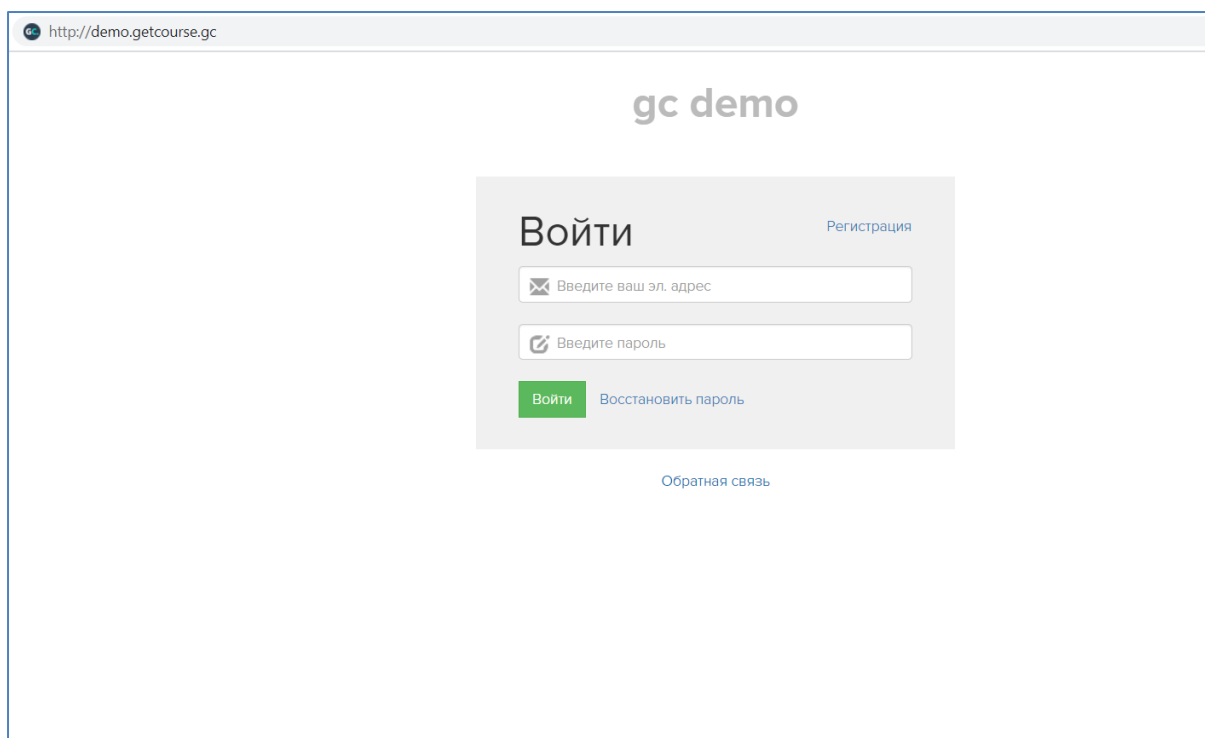 GC http://demo.getcourse.gc
gc demo
Войти Регистрация
Введите ваш эл. адрес
Введите пароль
Войти Восстановить пароль
Обратная связь